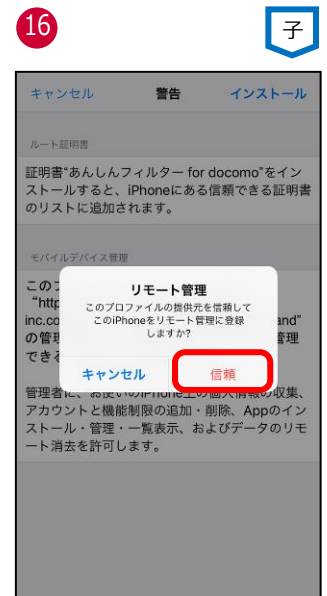 16
子
キャンセル 警告 インストール
ルート証明書
証明書“あんしんフィルター for
docomo”をインストールすると、iPhoneにある信頼できる証明書
のリストに追加されます。
モバイルデバイス管理
このプ
“http
inc.co and”
の管理 管理
できる
リモート管理
このプロファイルの提供元を信頼して
このiPhoneをリモート管理に登録
しますか?
キャンセル 信頼
管理者に、お使いのiPhone上の個人情報の収集、
アカウントと機能制限の追加・削除、Appのイン
ストール・管理・一覧表示、およびデータのリモ
ート消去を許可します。